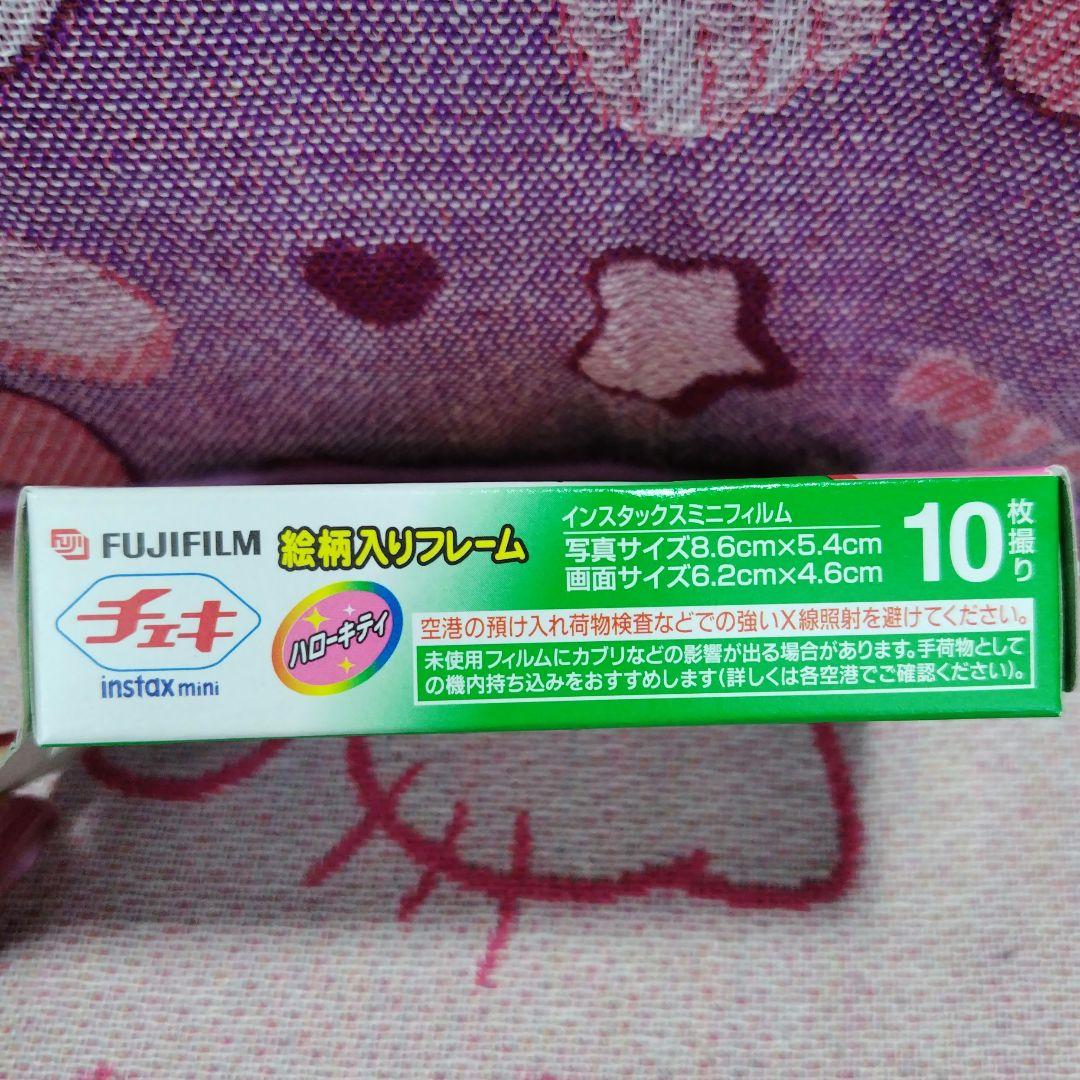 Fuji FUJIFILM
絵柄入りフレーム
チェキ
instax mini
ハローキティ
インスタックスミニフィルム
写真サイズ8.6cm×5.4cm
画面サイズ6.2cm×4.6cm
10枚撮り
空港の預け入れ荷物検査などでの強いX線照射を避けてください。
未使用フィルムにカブリなどの影響が出る場合があります。手荷物として
の機内持ち込みをおすすめします(詳しくは各空港でご確認ください)。